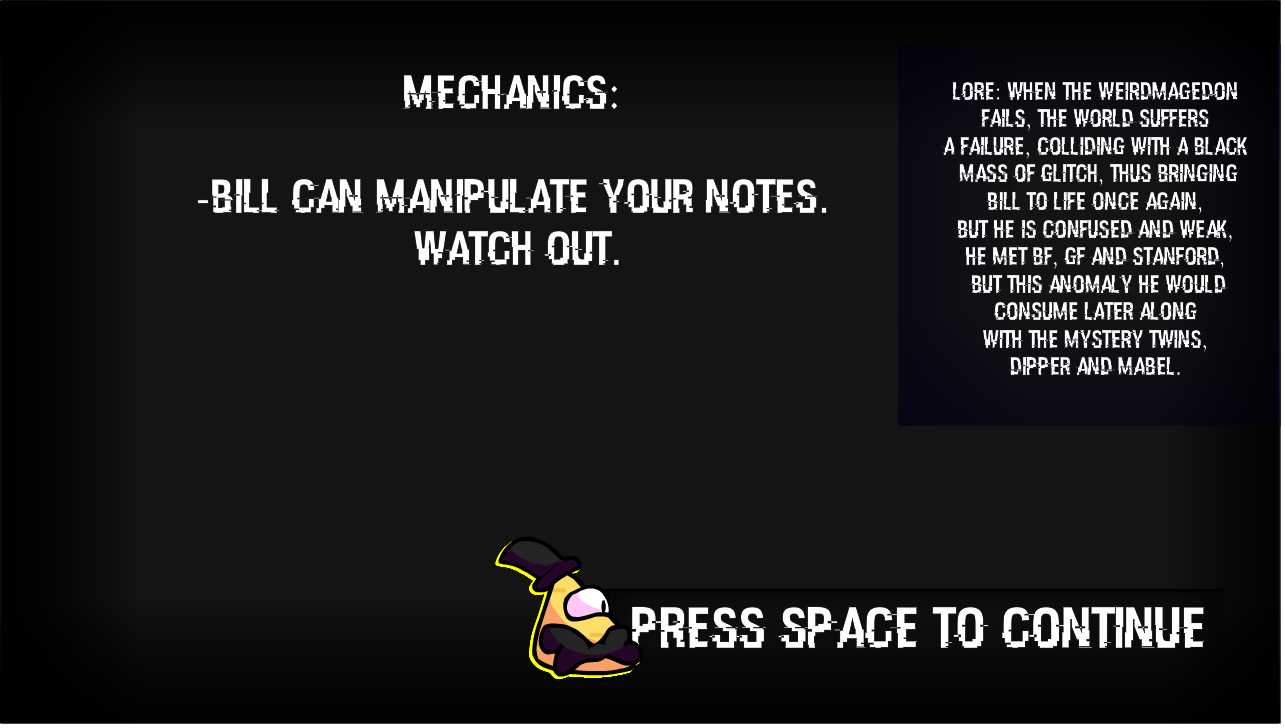 MECHANICS:
-BILL CAN MANIPULATE YOUR NOTES.
WATCH OUT.
LORE: WHEN THE WEIRDMAGEDON
FAILS, THE WORLD SUFFERS
A FAILURE, COLLIDING WITH A BLACK
MASS OF GLITCH, THUS BRINGING
BILL TO LIFE ONCE AGAIN,
BUT HE IS CONFUSED AND WEAK,
HE MET BF, GF AND STANFORD,
BUT THIS ANOMALY HE WOULD
CONSUME LATER ALONG
WITH THE MYSTERY TWINS,
DIPPER AND MABEL.
PRESS SPACE TO CONTINUE